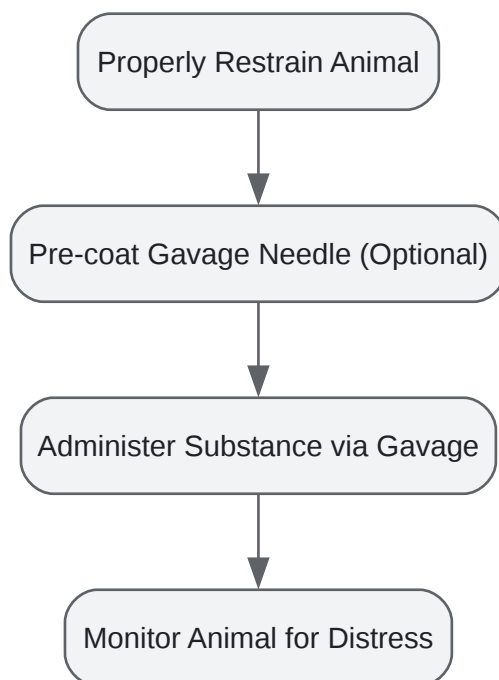 Properly Restrain Animal
Pre-coat Gavage Needle (Optional)
Administer Substance via Gavage
Monitor Animal for Distress